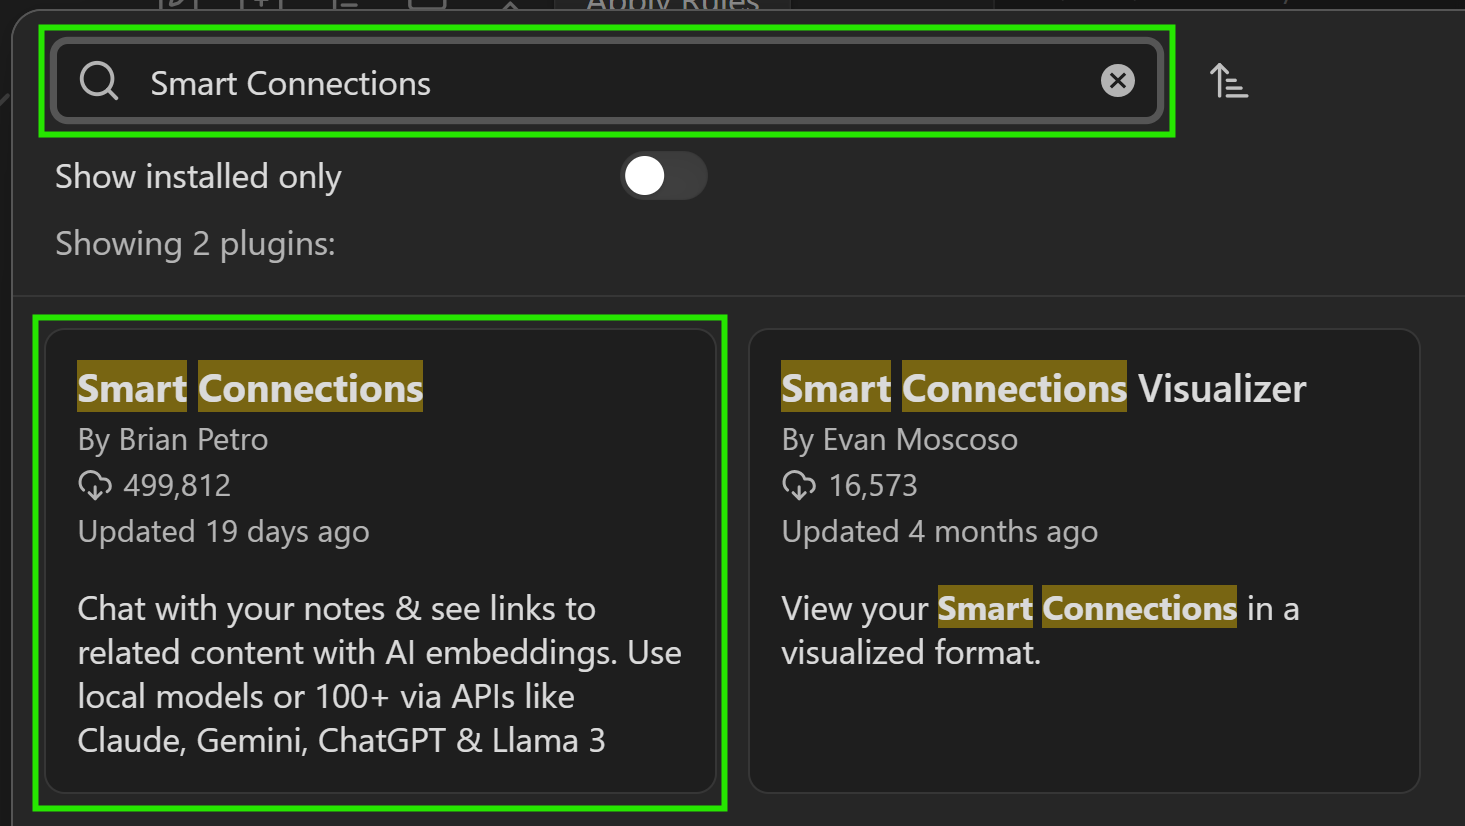 Apply Rules
Smart Connections
Show installed only
Showing 2 plugins:
Smart Connections
By Brian Petro
499,812
Updated 19 days ago
Chat with your notes & see links to
related content with AI embeddings. Use
local models or 100+ via APIs like
Claude, Gemini, ChatGPT & Llama 3
Smart Connections Visualizer
By Evan Moscoso
16,573
Updated 4 months ago
View your Smart Connections in a
visualized format.